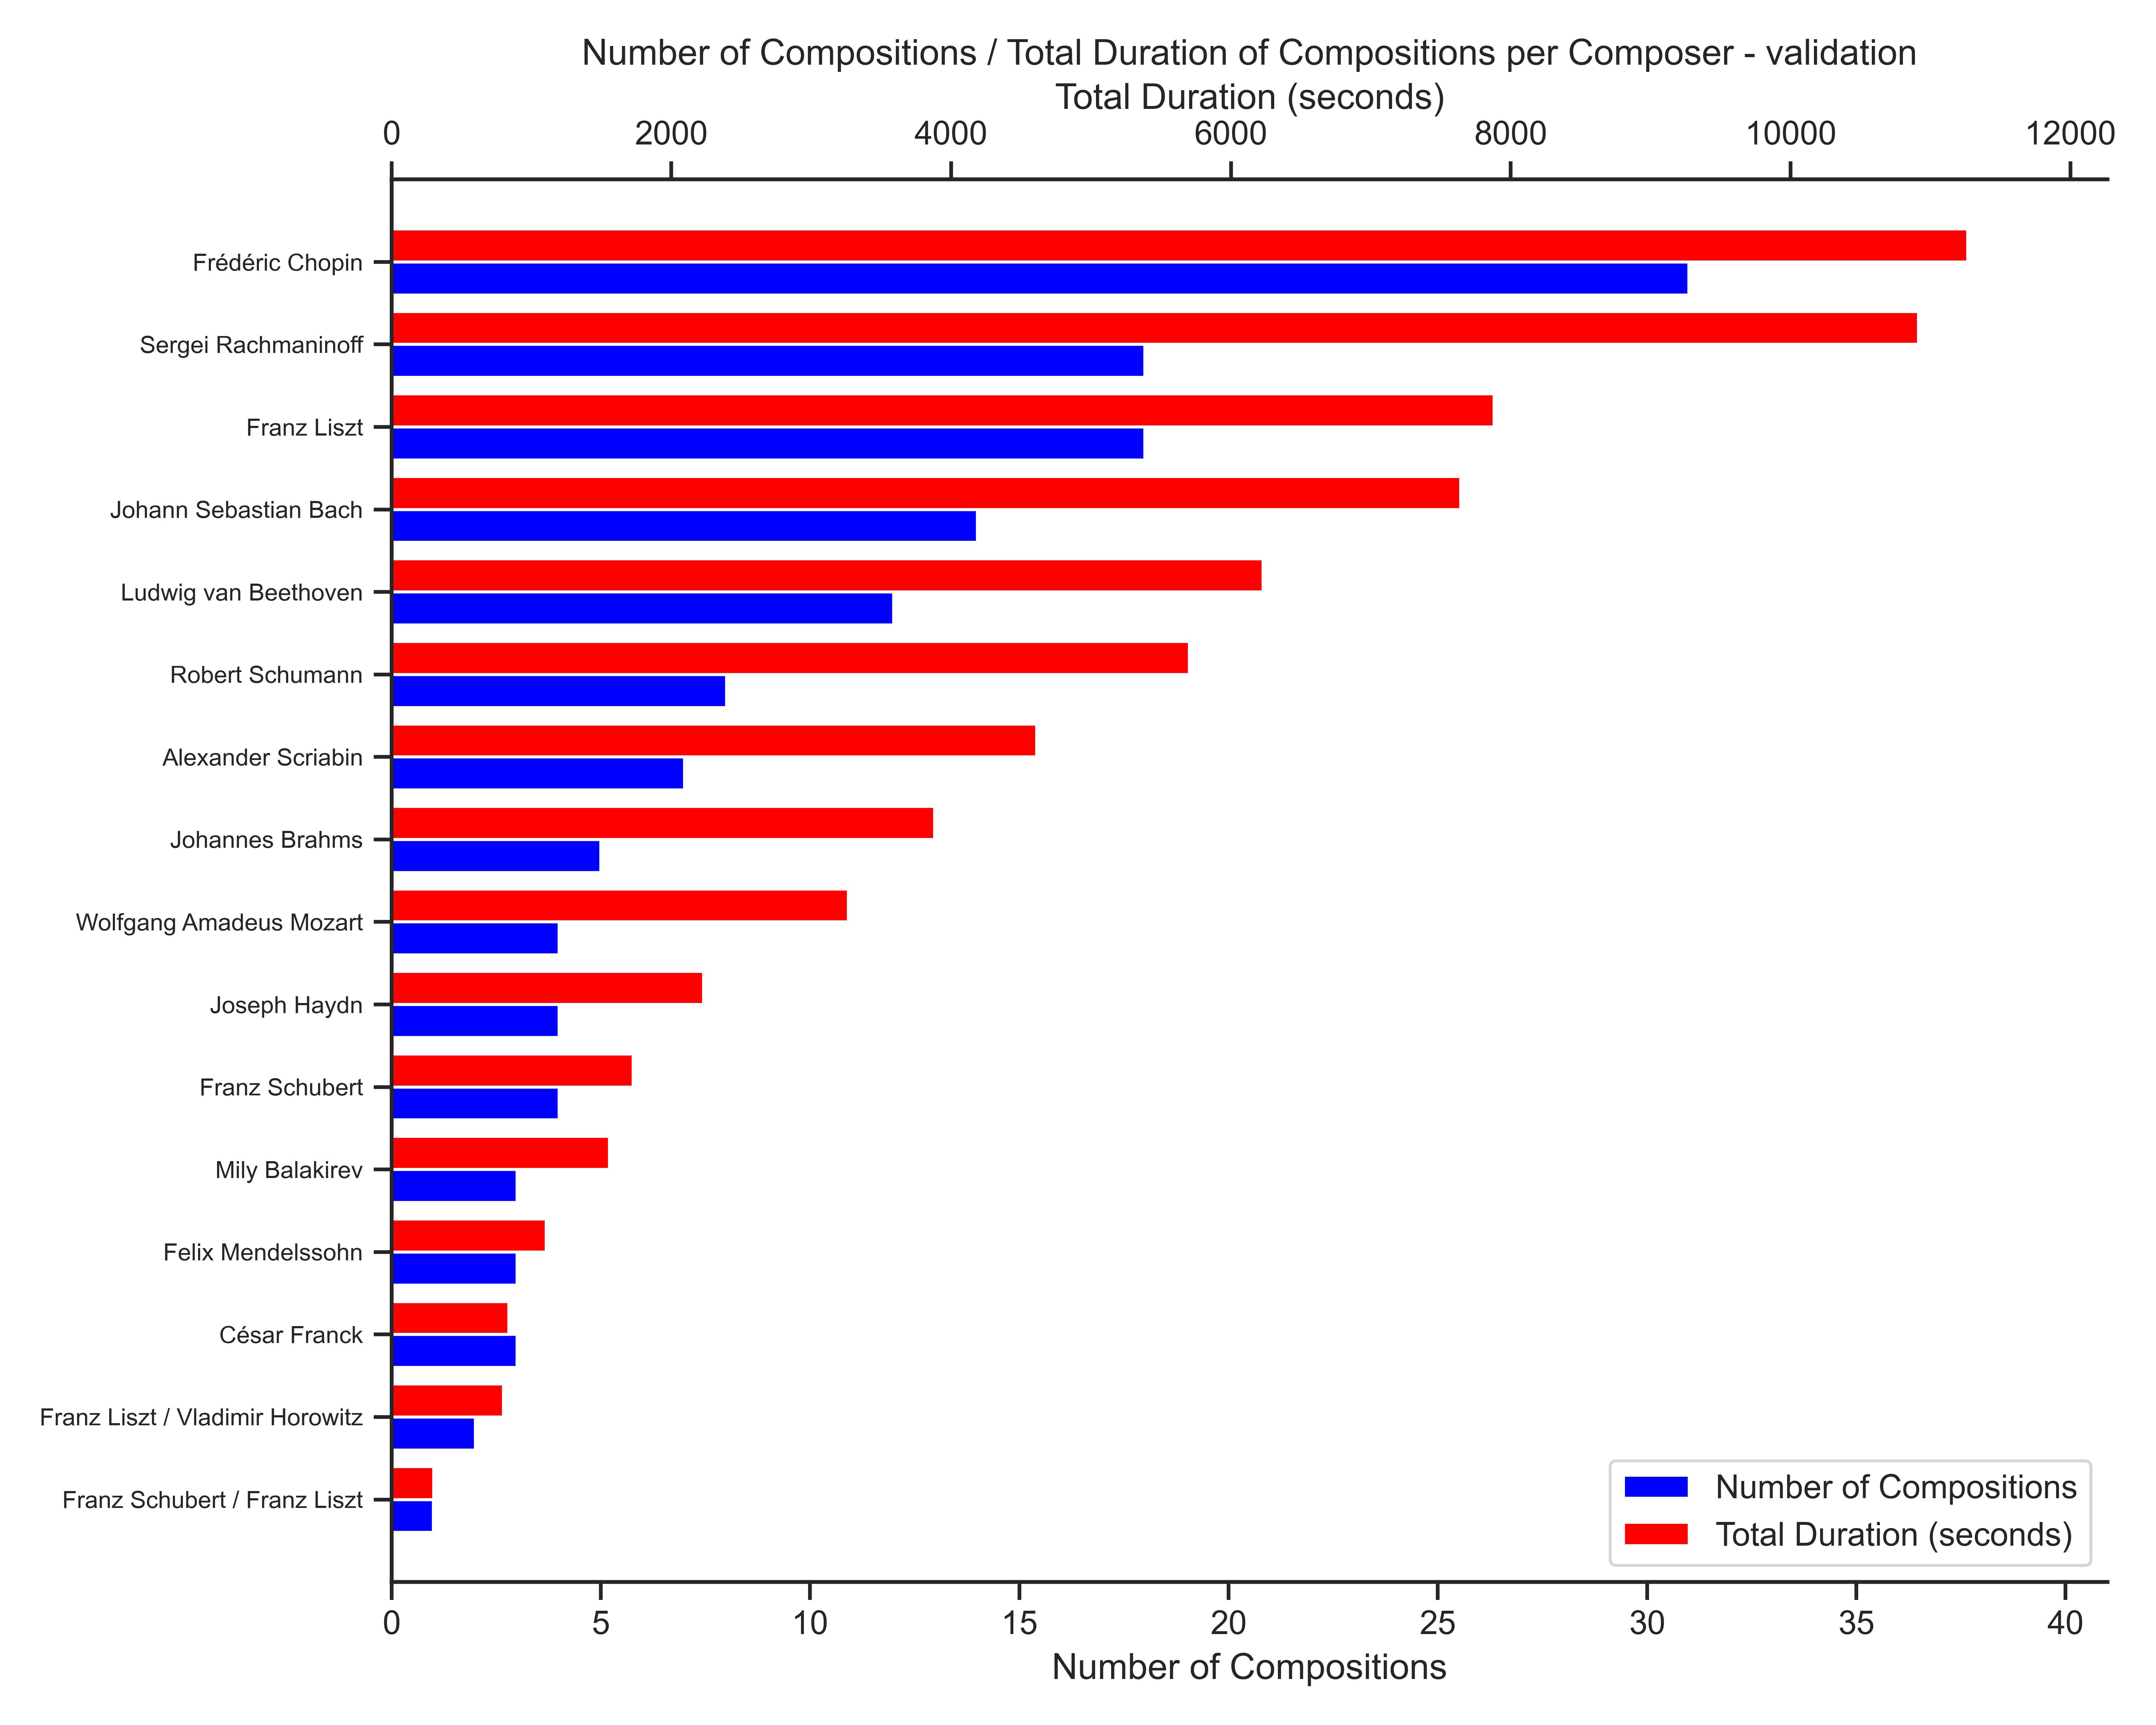 Number of Compositions / Total Duration of Compositions per Composer - validation
Total Duration (seconds)
0 2000 4000 6000 8000 10000 12000
Frédéric Chopin
Sergei Rachmaninoff
Franz Liszt
Johann Sebastian Bach
Ludwig van Beethoven
Robert Schumann
Alexander Scriabin
Johannes Brahms
Wolfgang Amadeus Mozart
Joseph Haydn
Franz Schubert
Mily Balakirev
Felix Mendelssohn
César Franck
Franz Liszt / Vladimir Horowitz
Franz Schubert / Franz Liszt
Number of Compositions
Total Duration (seconds)
0 5 10 15 20 25 30 35 40
Number of Compositions